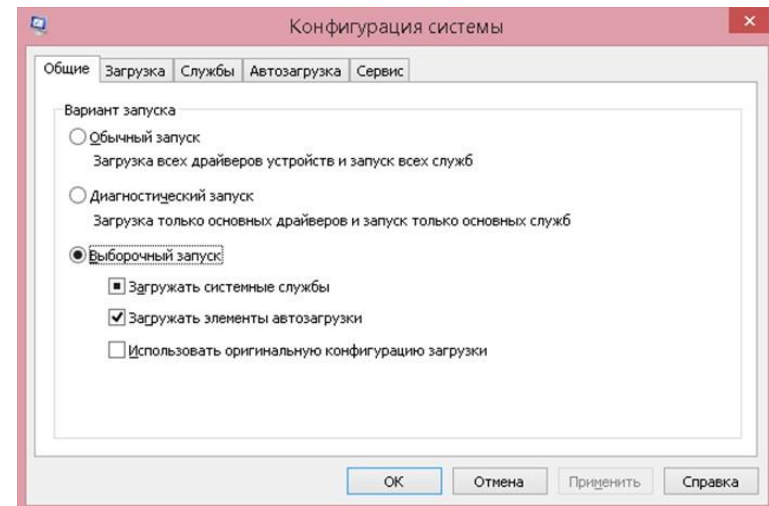 Конфигурация системы
Общие Загрузка Службы Автозагрузка Сервис
Вариант запуска
Обычный запуск
Загрузка всех драйверов устройств и запуск всех служб
Диагностический запуск
Загрузка только основных драйверов и запуск только основных служб
Выборочный запуск
Загружать системные службы
Загружать элементы автозагрузки
Использовать оригинальную конфигурацию загрузки
ОК Отмена Применить Справка